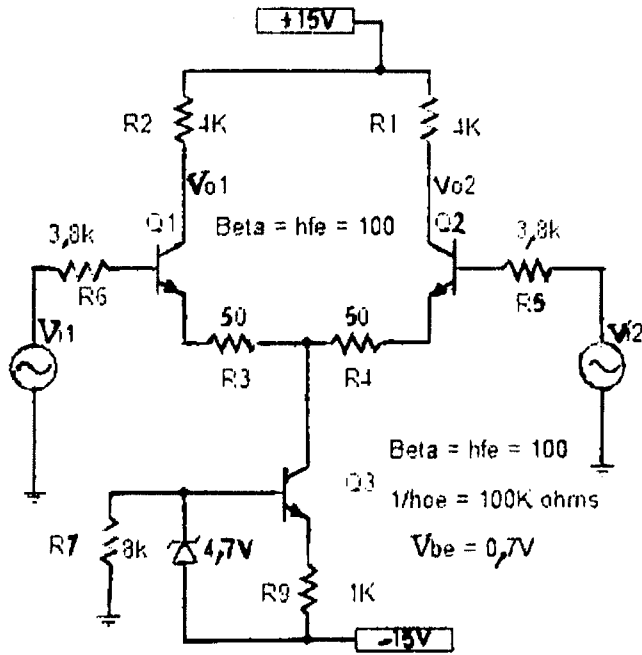 +15V
R2
4K
R1
4K
Vo1
Vo2
Q1
Beta = hfe = 100
Q2
3,8k
3,8k
R6
R5
Vi1
50
50
Vi2
R3
R4
Beta = hfe = 100
Q3
1/hoe = 100K ohms
R7
8k
4,7V
Vbe = 0,7V
R9
1K
-15V